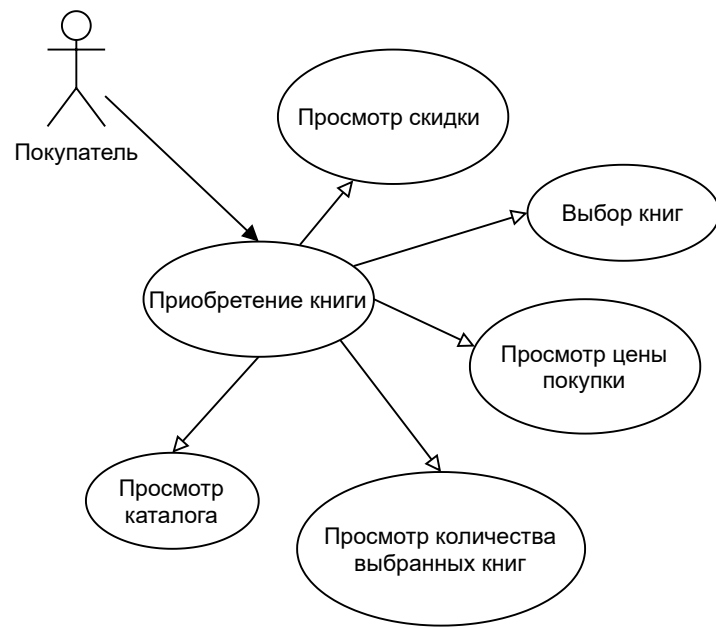 Покупатель
Просмотр скидки
Выбор книг
Приобретение книги
Просмотр цены
покупки
Просмотр
каталога
Просмотр количества
выбранных книг